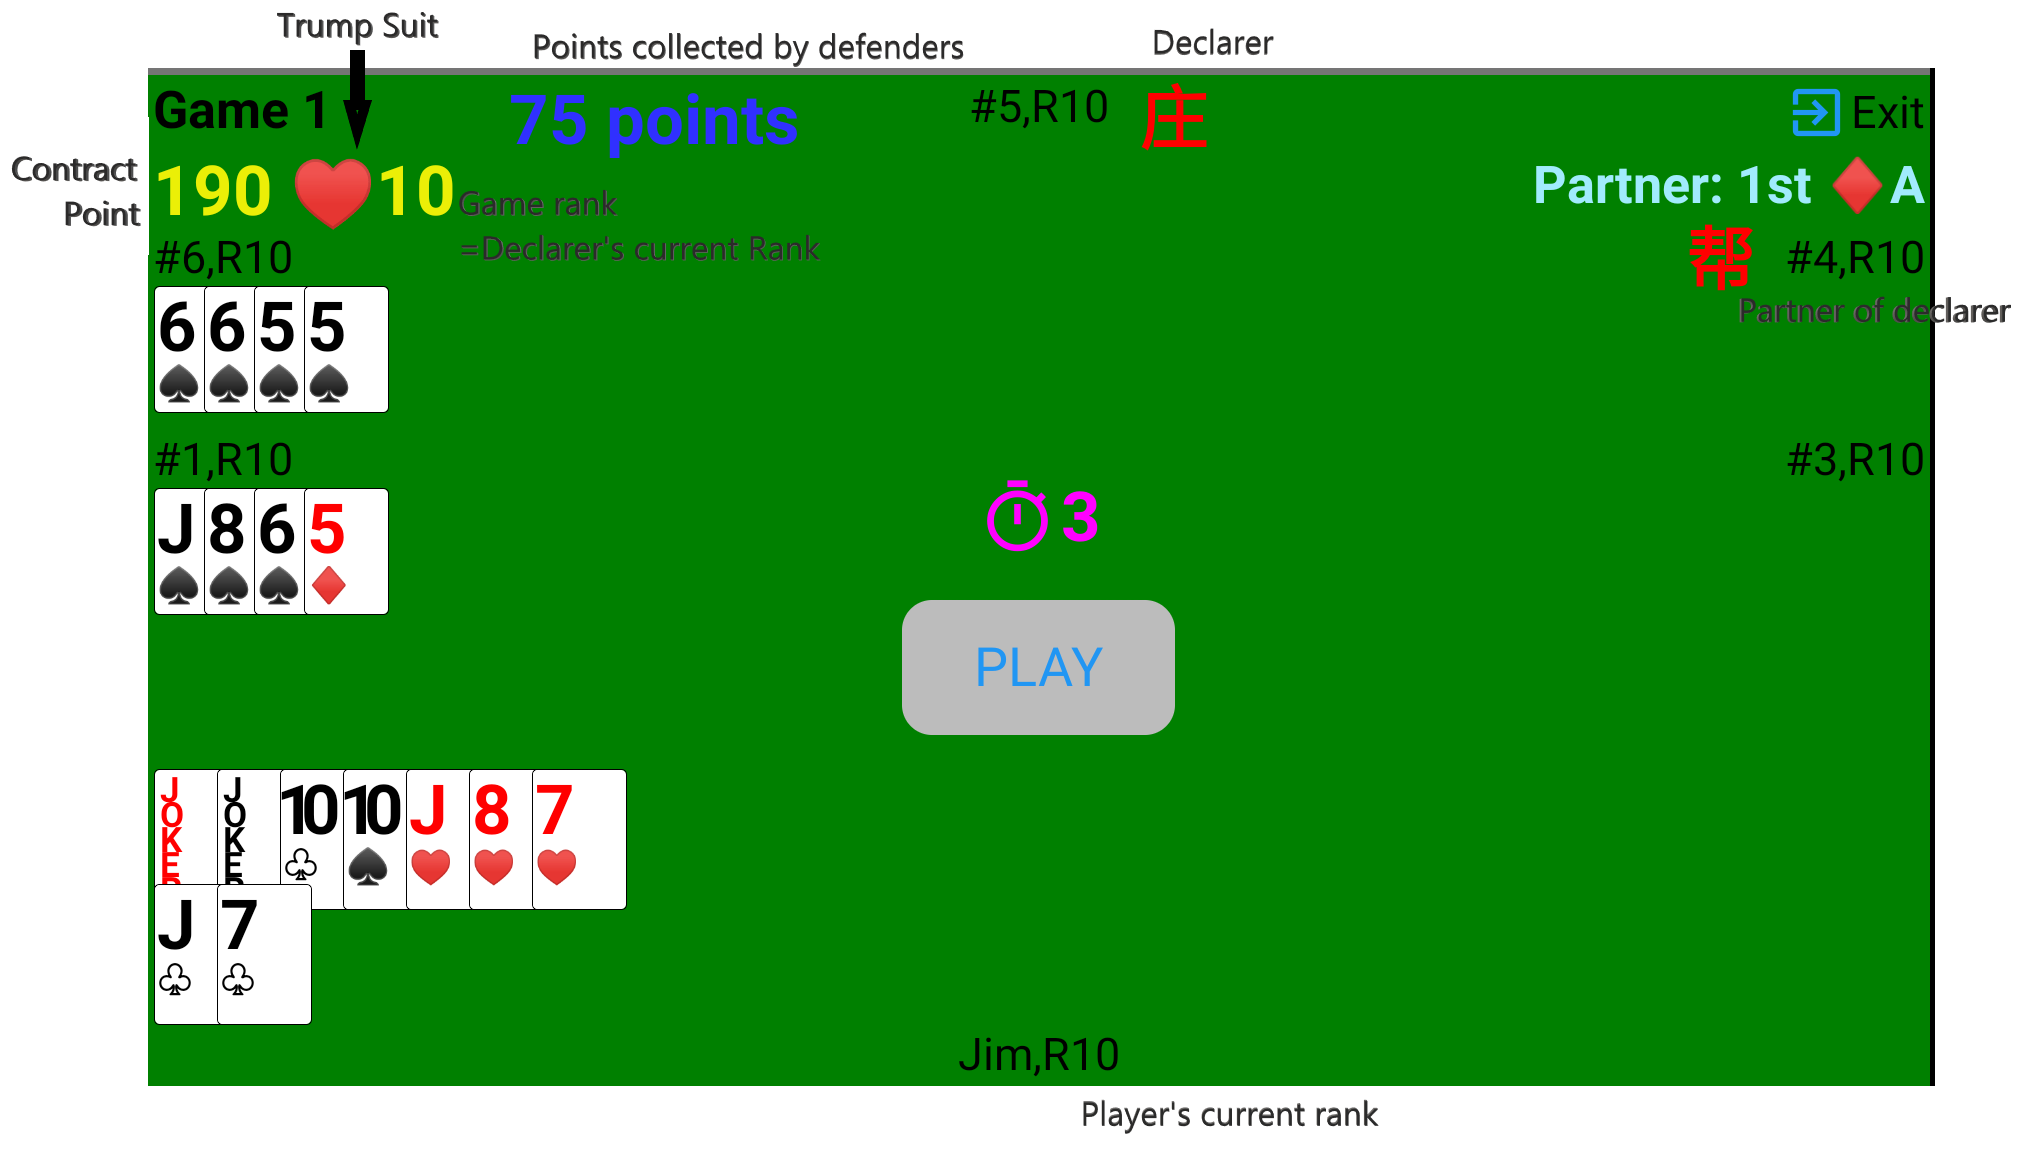 Trump Suit
Points collected by defenders
Declarer
Game 1
75 points
#5,R10 庄
Exit
Contract
Point
190 ♥ 10
Game rank
=Declarer's current Rank
Partner: 1st ♦ A
#6,R10
帮 #4,R10
Partner of declarer
6♠ 6♠ 5♠ 5♠
#1,R10
#3,R10
J♠ 8♠ 6♠ 5♦
3
PLAY
JOKER JOKER 10♣ 10♠ J♥ 8♥ 7♥
J♣ 7♣
Jim,R10
Player's current rank